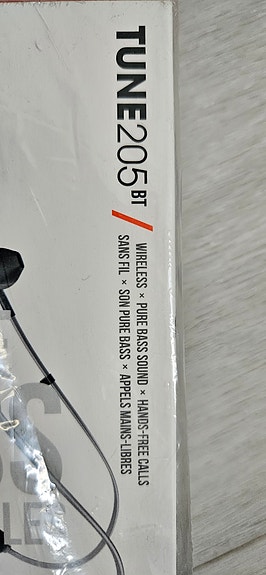 TUNE205BT
WIRELESS × PURE BASS SOUND × HANDS-FREE CALLS
SANS FIL × SON PURE BASS × APPELS MAINS-LIBRES